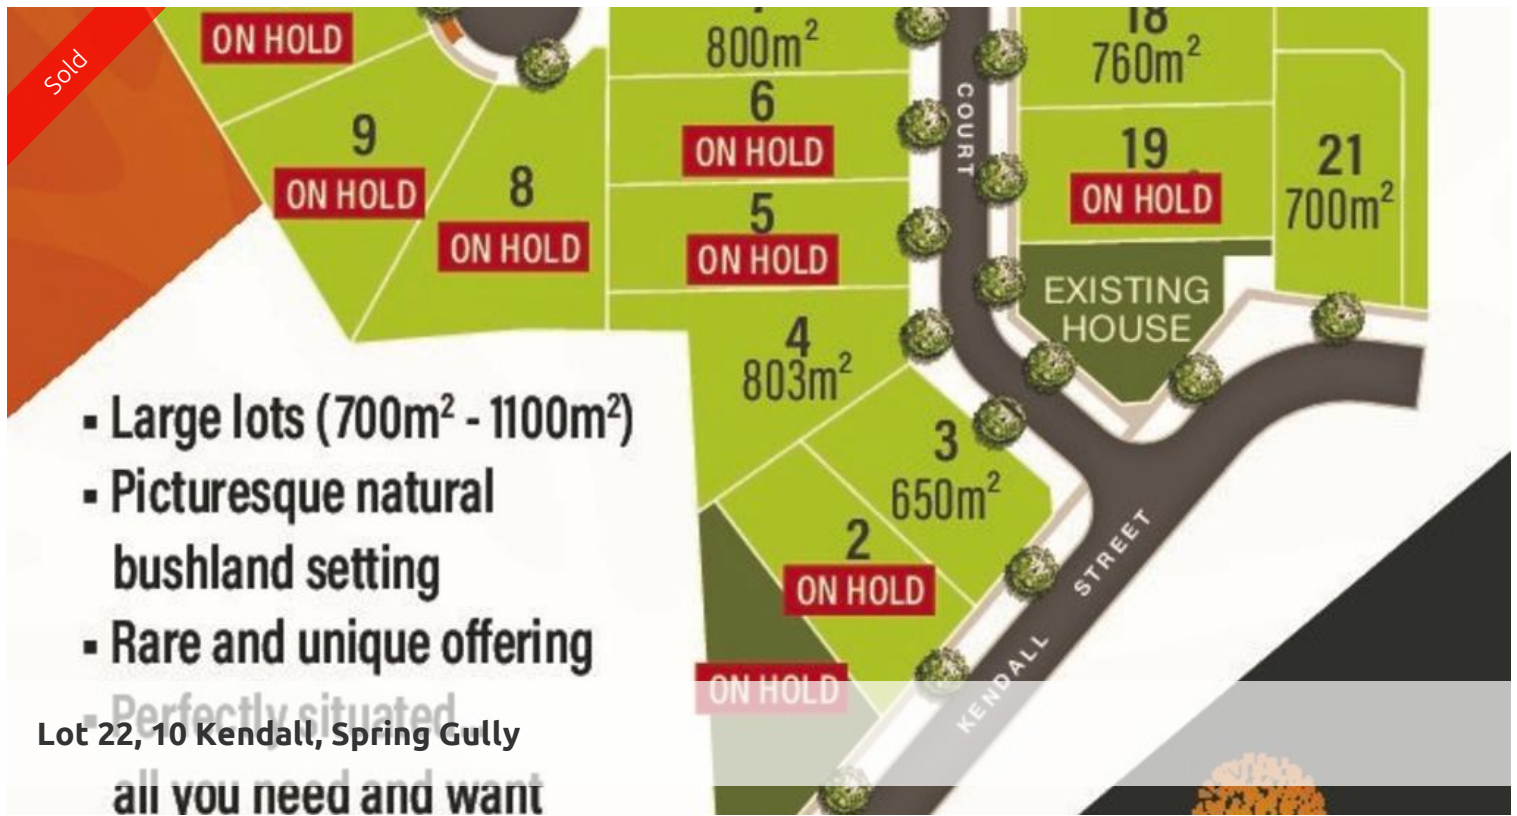 Sold
ON HOLD
800m²
18
760m²
COURT
6
ON HOLD
9
ON HOLD
8
ON HOLD
5
ON HOLD
19
ON HOLD
21
700m²
EXISTING
HOUSE
4
803m²
3
650m²
2
ON HOLD
ON HOLD
KENDALL STREET
▪ Large lots (700m² - 1100m²)
▪ Picturesque natural
bushland setting
▪ Rare and unique offering
▪ Perfectly situated...
Lot 22, 10 Kendall, Spring Gully
all you need and want